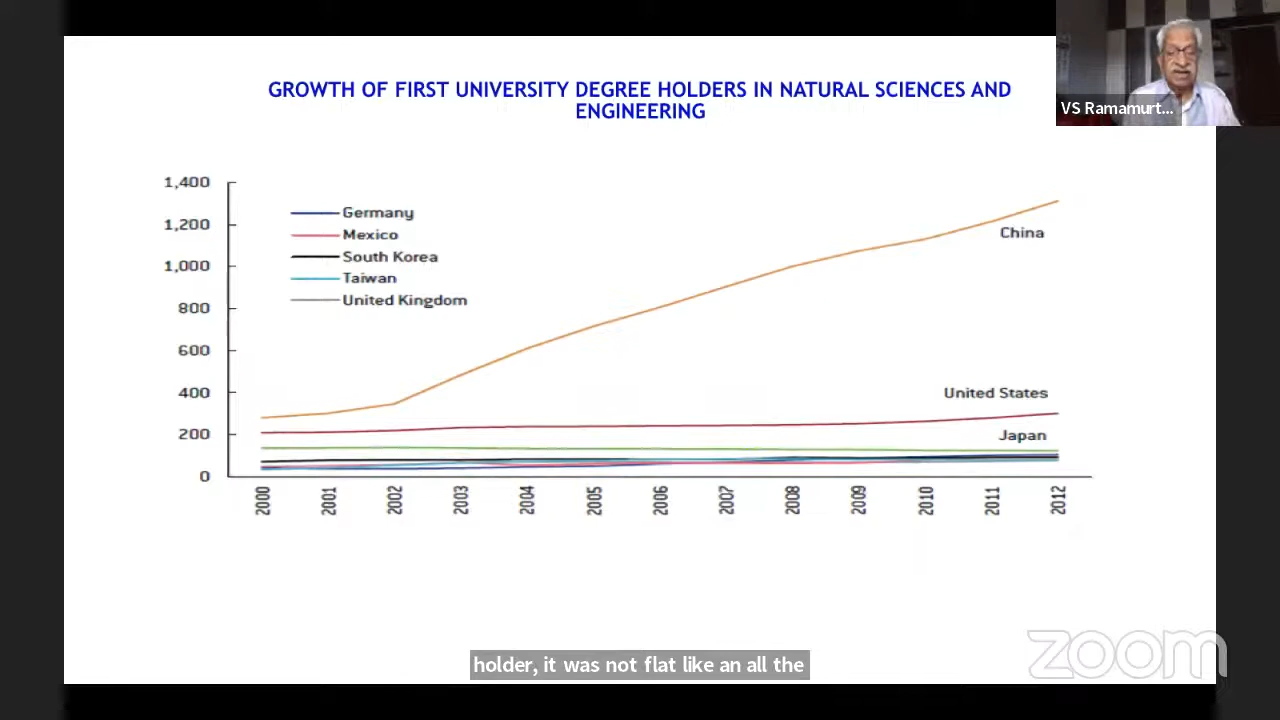 GROWTH OF FIRST UNIVERSITY DEGREE HOLDERS IN NATURAL SCIENCES AND
ENGINEERING
VS Ramamurt...
1,400
1,200
1,000
800
600
400
200
0
Germany
Mexico
South Korea
Taiwan
United Kingdom
China
United States
Japan
2000
2001
2002
2003
2004
2005
2006
2007
2008
2009
2010
2011
2012
holder, it was not flat like an all the
zoom